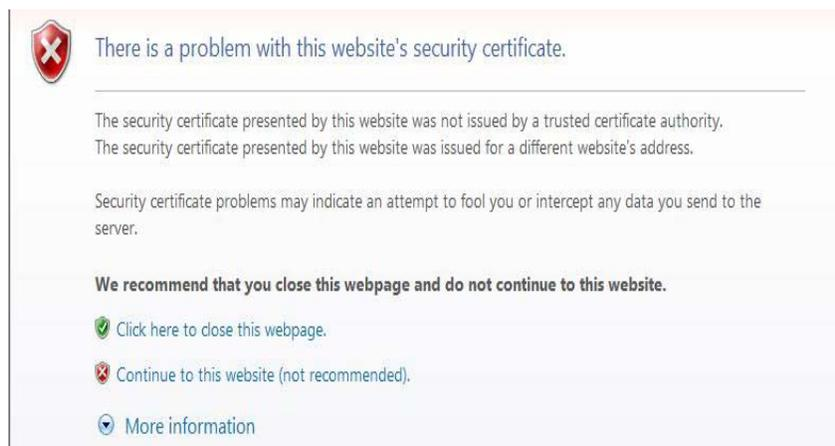 There is a problem with this website's security certificate.
The security certificate presented by this website was not issued by a trusted certificate authority.
The security certificate presented by this website was issued for a different website's address.
Security certificate problems may indicate an attempt to fool you or intercept any data you send to the
server.
We recommend that you close this webpage and do not continue to this website.
Click here to close this webpage.
Continue to this website (not recommended).
More information